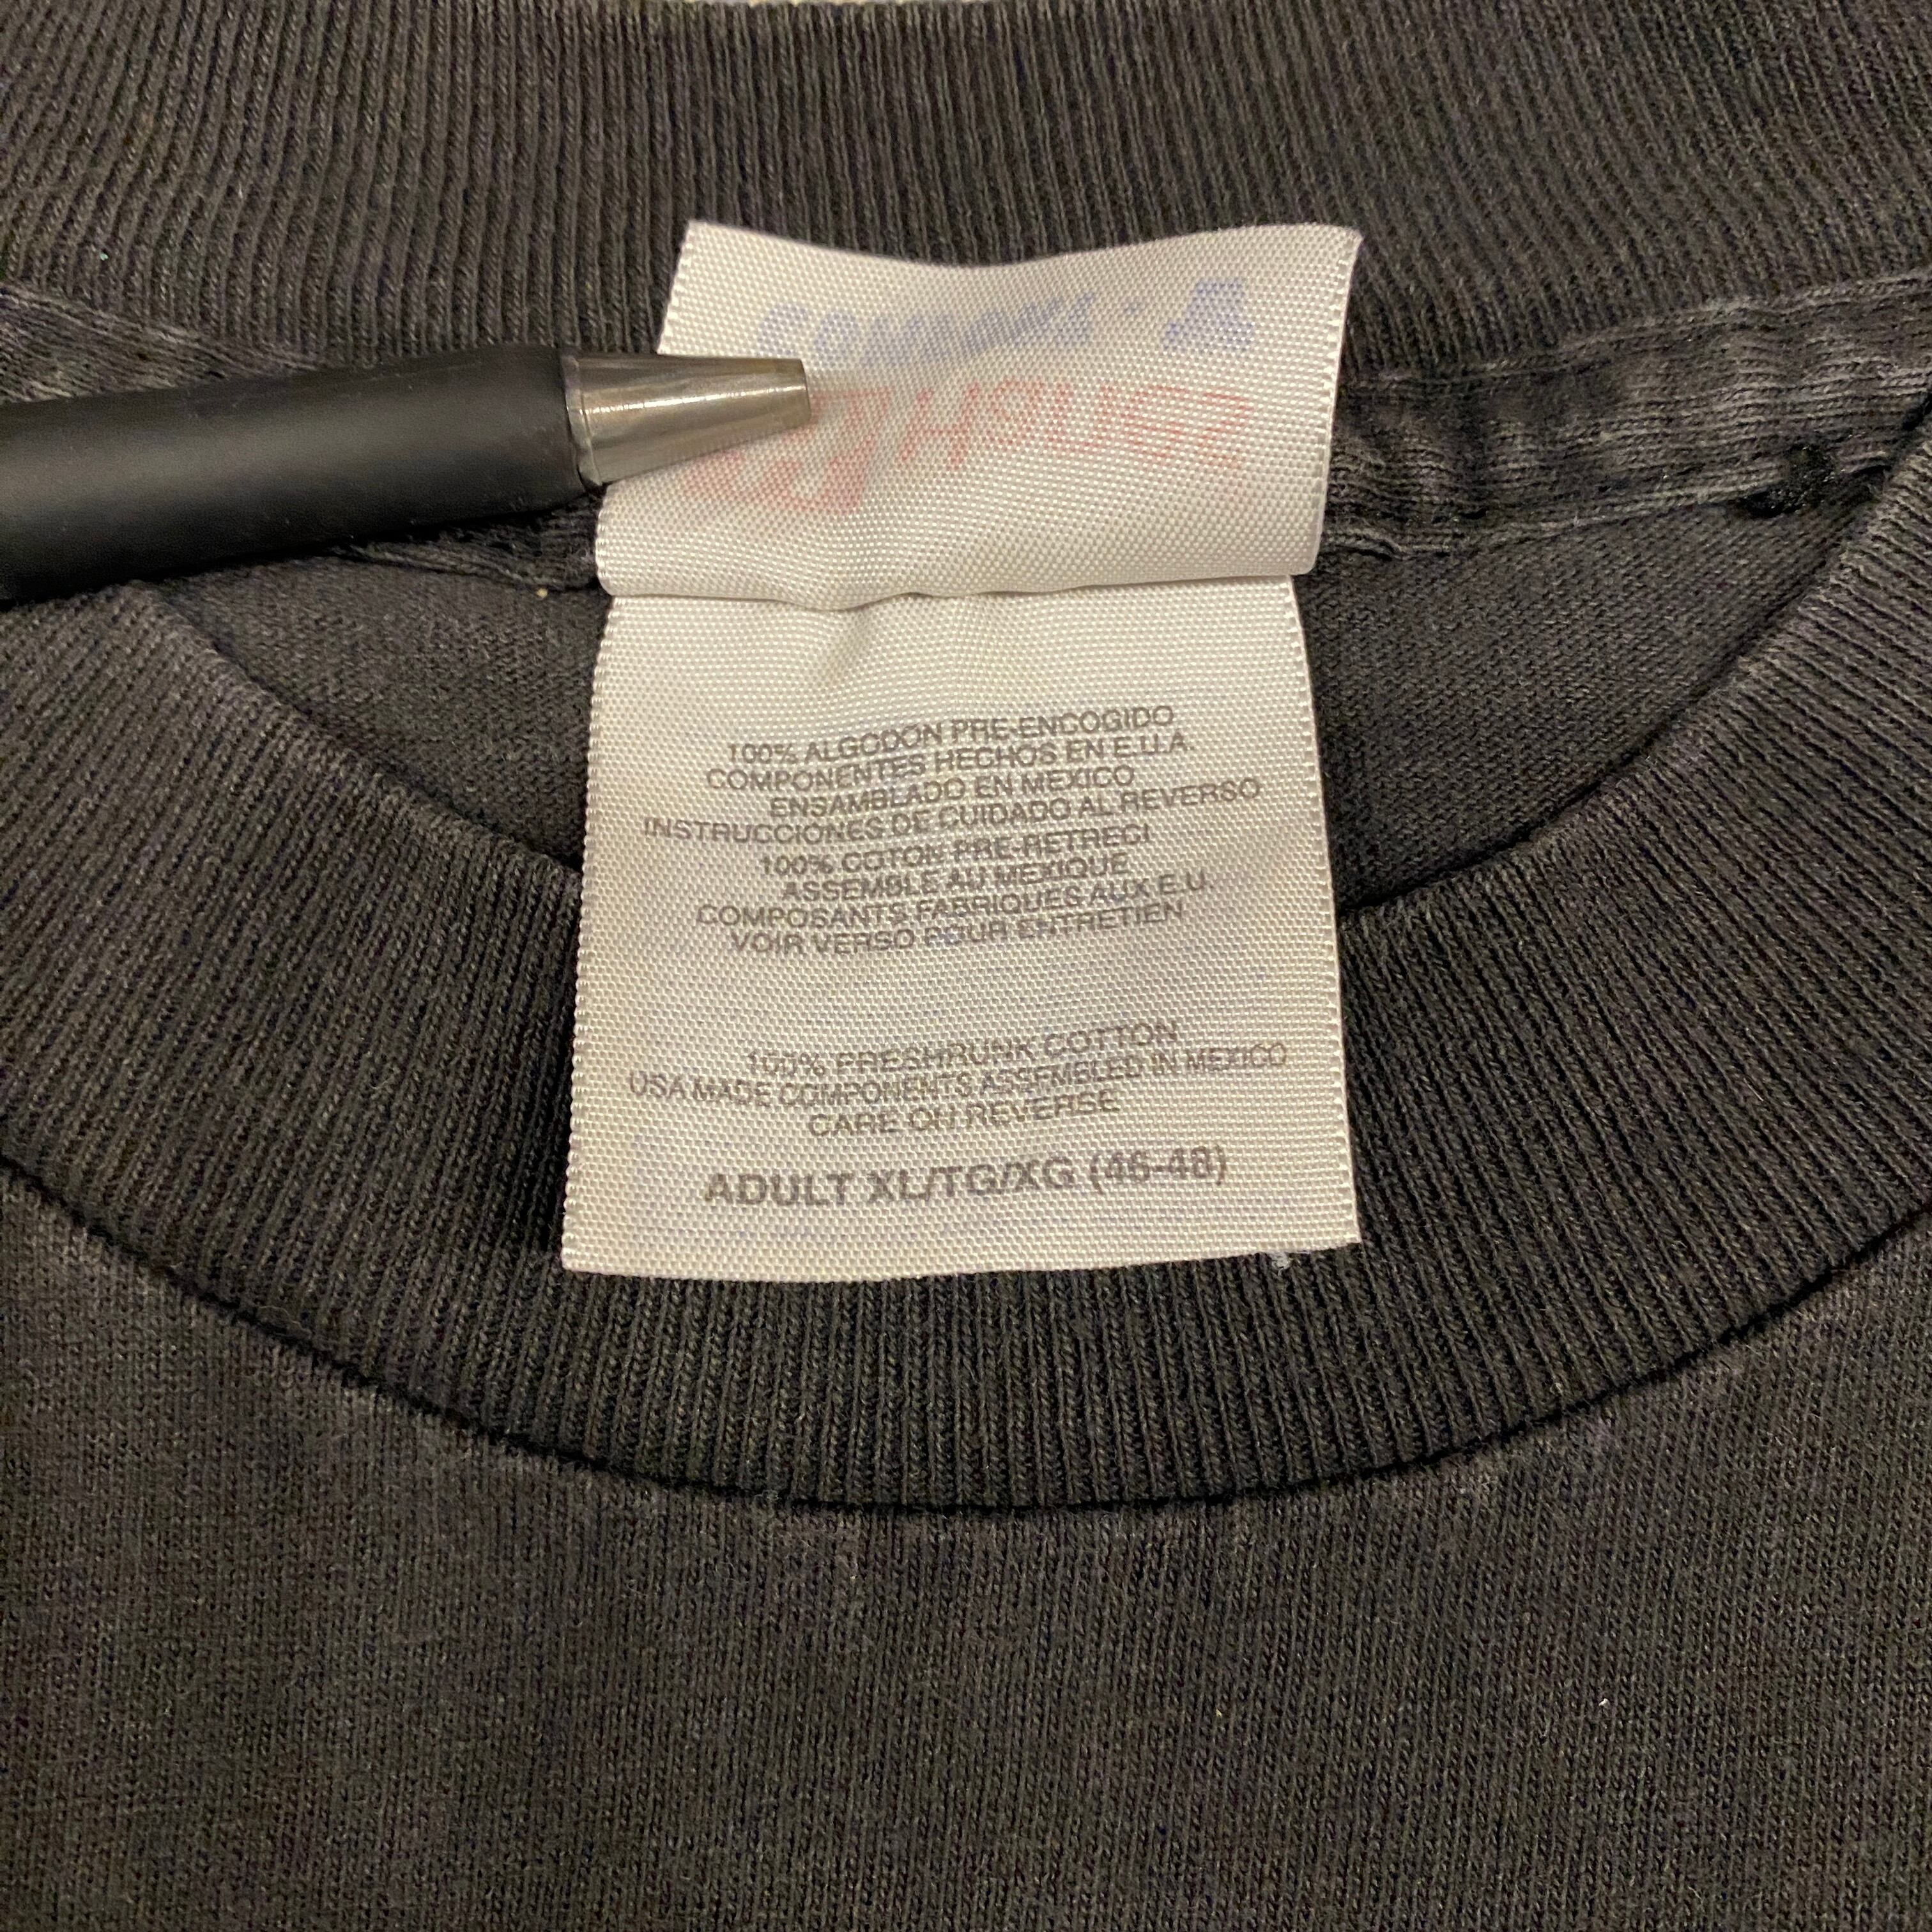 100% ALGODON PRE-ENCOGIDO
COMPONENTES HECHOS EN E.U.A.
ENSAMBLADO EN MEXICO
INSTRUCCIONES DE CUIDADO AL REVERSO
100% COTON PRE-RETRECI
ASSEMBLE AU MEXIQUE
COMPOSANTS FABRIQUES AUX E.U.
VOIR VERSO POUR ENTRETIEN
100% PRESHRUNK COTTON
USA MADE COMPONENTS ASSEMBLED IN MEXICO
CARE ON REVERSE
ADULT XL/TG/XG (46-48)